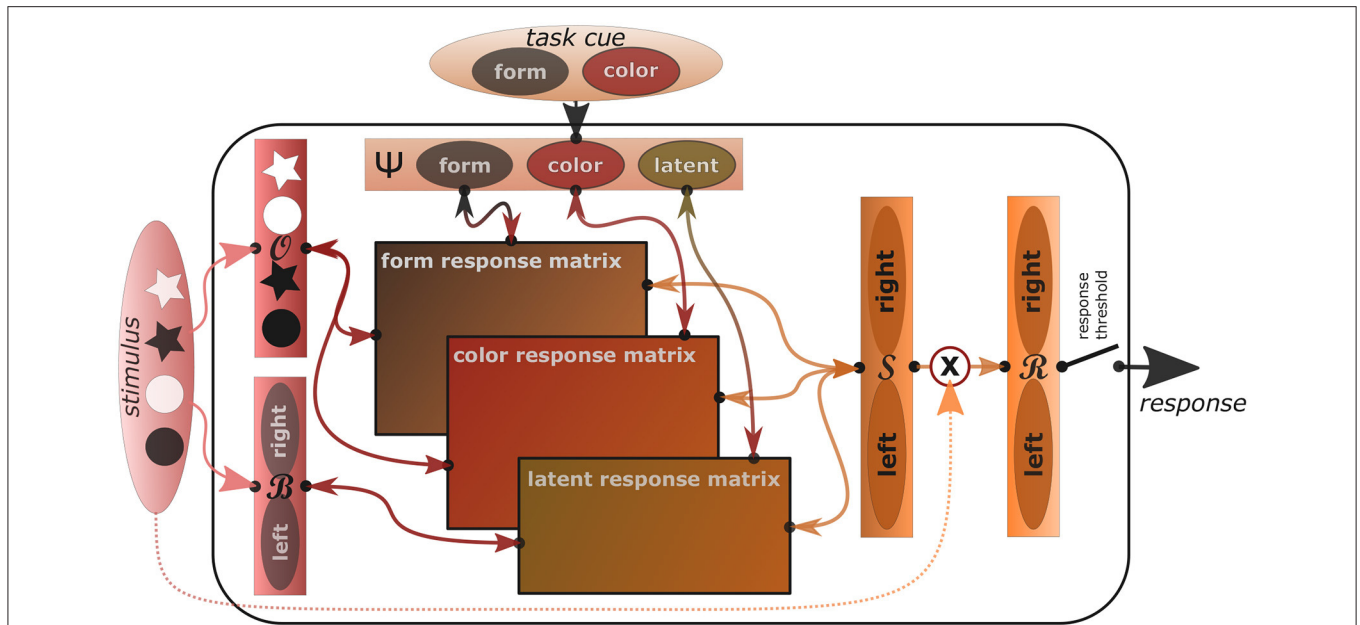 task cue
form color
Ψ form color latent
stimulus
𝒪
right
ℬ
left
form response matrix
color response matrix
latent response matrix
right
𝒮
left
X
right
ℛ
left
response
threshold
response